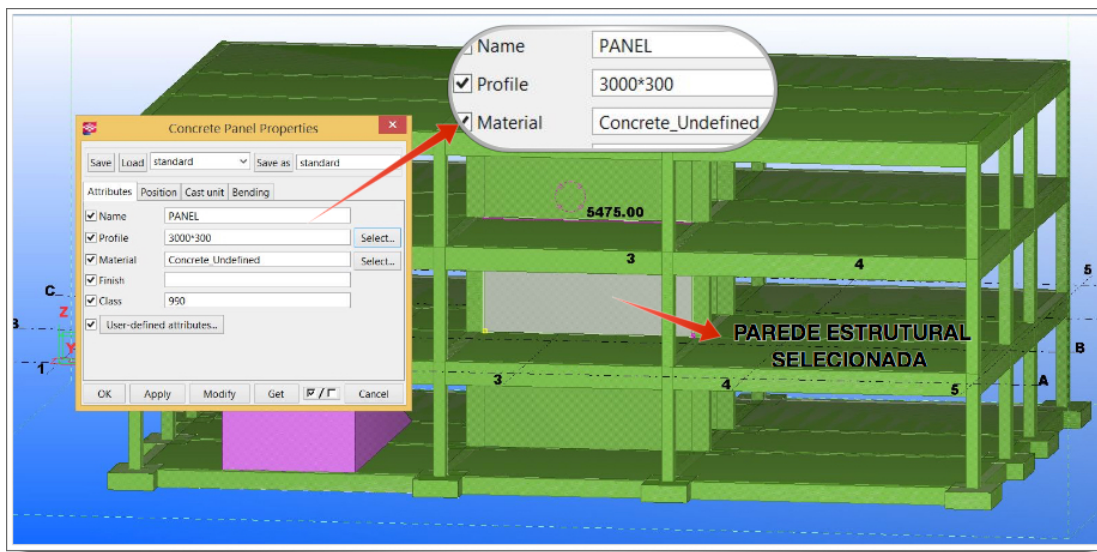 Name PANEL
Profile 3000*300
Material Concrete_Undefined
Concrete Panel Properties
Save Load standard Save as standard
Attributes Position Cast unit Bending
Name PANEL
Profile 3000*300 Select...
Material Concrete_Undefined Select...
Finish
Class 990
User-defined attributes...
OK Apply Modify Get Cancel
5475.00
3 4 5
C
Z
3
Y
1
PAREDE ESTRUTURAL
SELECIONADA
B
3 4 5 A